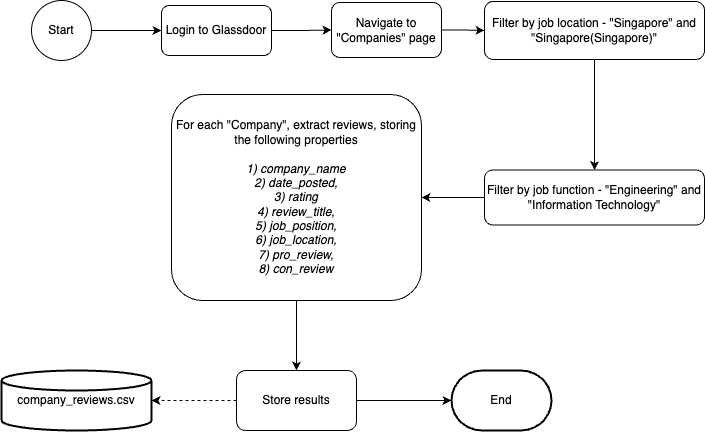 Start
Login to Glassdoor
Navigate to
"Companies" page
Filter by job location - "Singapore" and
"Singapore(Singapore)"
Filter by job function - "Engineering" and
"Information Technology"
For each "Company", extract reviews, storing
the following properties
1) company_name
2) date_posted,
3) rating
4) review_title,
5) job_position,
6) job_location,
7) pro_review,
8) con_review
company_reviews.csv
Store results
End